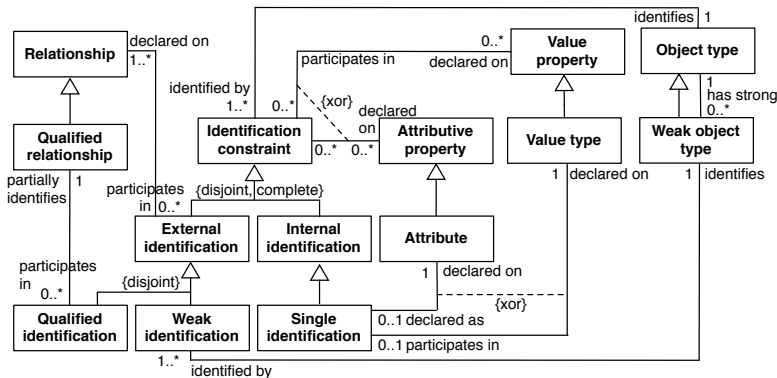 identifies 1
Relationship
declared on
1..*
0..*
participates in
declared on
Value
property
Object type
identified by
1..*
0..*
{xor}
declared
on
1
has strong
0..*
Qualified
relationship
Identification
constraint
0..*
0..*
Attributive
property
Value type
Weak object
type
partially
identifies
1
participates
in 0..*
{disjoint, complete}
1
declared on
1
identifies
External
identification
Internal
identification
Attribute
participates
in
0..*
{disjoint}
1
declared on
{xor}
Qualified
identification
Weak
identification
Single
identification
0..1 declared as
0..1 participates in
1..*
identified by